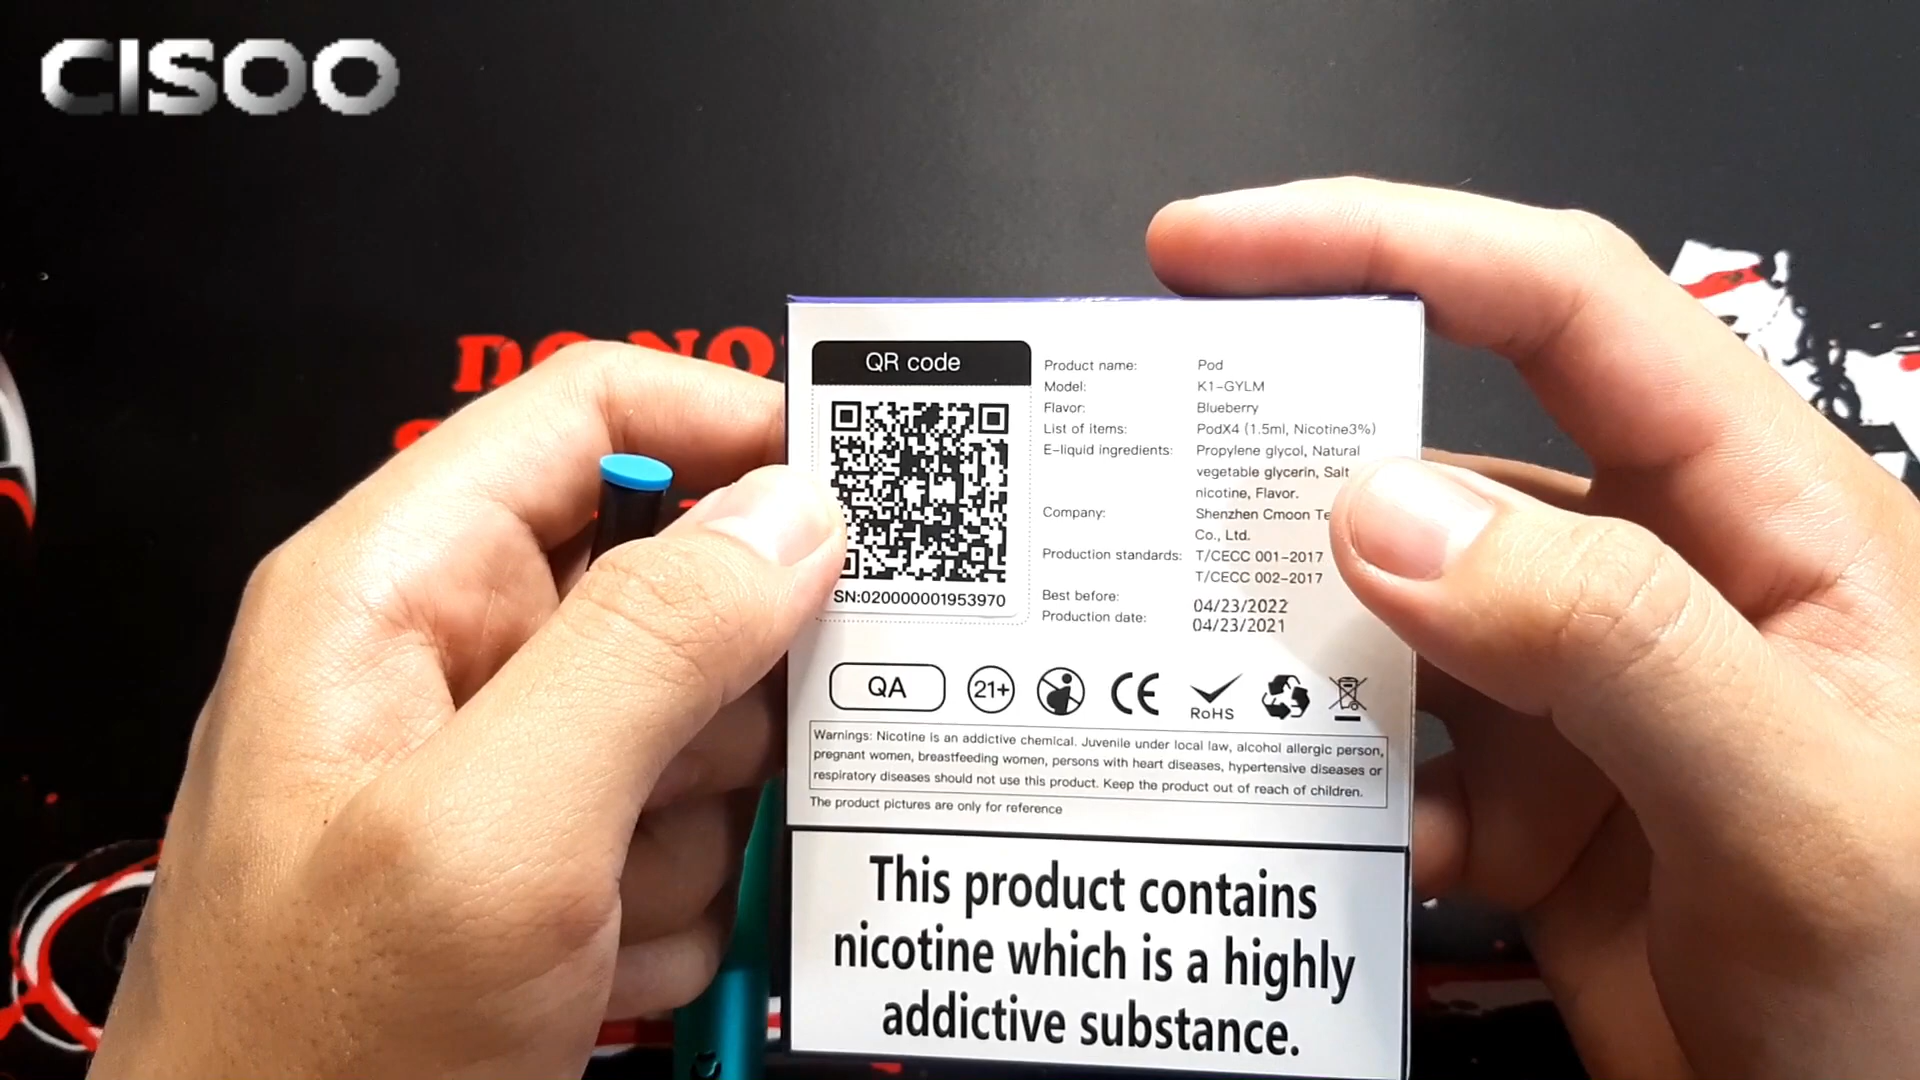 CISOO
DO NO
QR code
SN:020000001953970
Product name: Pod
Model: K1-GYLM
Flavor: Blueberry
List of items: PodX4 (1.5ml, Nicotine3%)
E-liquid ingredients: Propylene glycol, Natural
vegetable glycerin, Salt
nicotine, Flavor.
Company: Shenzhen Cmoon
Co., Ltd.
Production standards: T/CECC 001-2017
T/CECC 002-2017
Best before: 04/23/2022
Production date: 04/23/2021
QA
21+
CE
RoHS
Warnings: Nicotine is an addictive chemical. Juvenile under local law, alcohol allergic person,
pregnant women, breastfeeding women, persons with heart diseases, hypertensive diseases or
respiratory diseases should not use this product. Keep the product out of reach of children.
The product pictures are only for reference
This product contains
nicotine which is a highly
addictive substance.